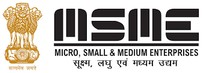 MSME
MICRO, SMALL & MEDIUM ENTERPRISES
सूक्ष्म, लघु एवं मध्यम उद्यम